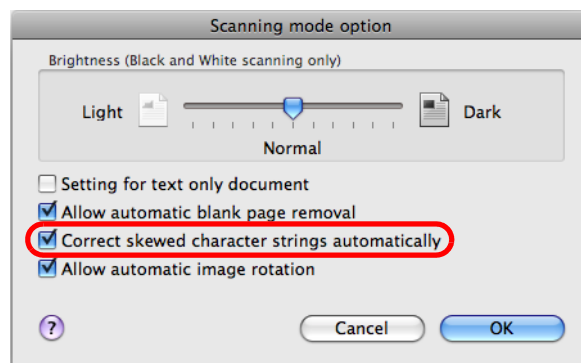 Scanning mode option
Brightness (Black and White scanning only)
Light Dark
Normal
Setting for text only document
Allow automatic blank page removal
Correct skewed character strings automatically
Allow automatic image rotation
? Cancel OK